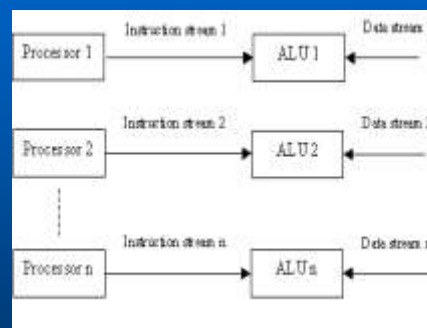 Instruction stream 1 Data stream
Processor 1 ALU1
Instruction stream 2 Data stream
Processor 2 ALU2
Instruction stream n Data stream
Processor n ALUn